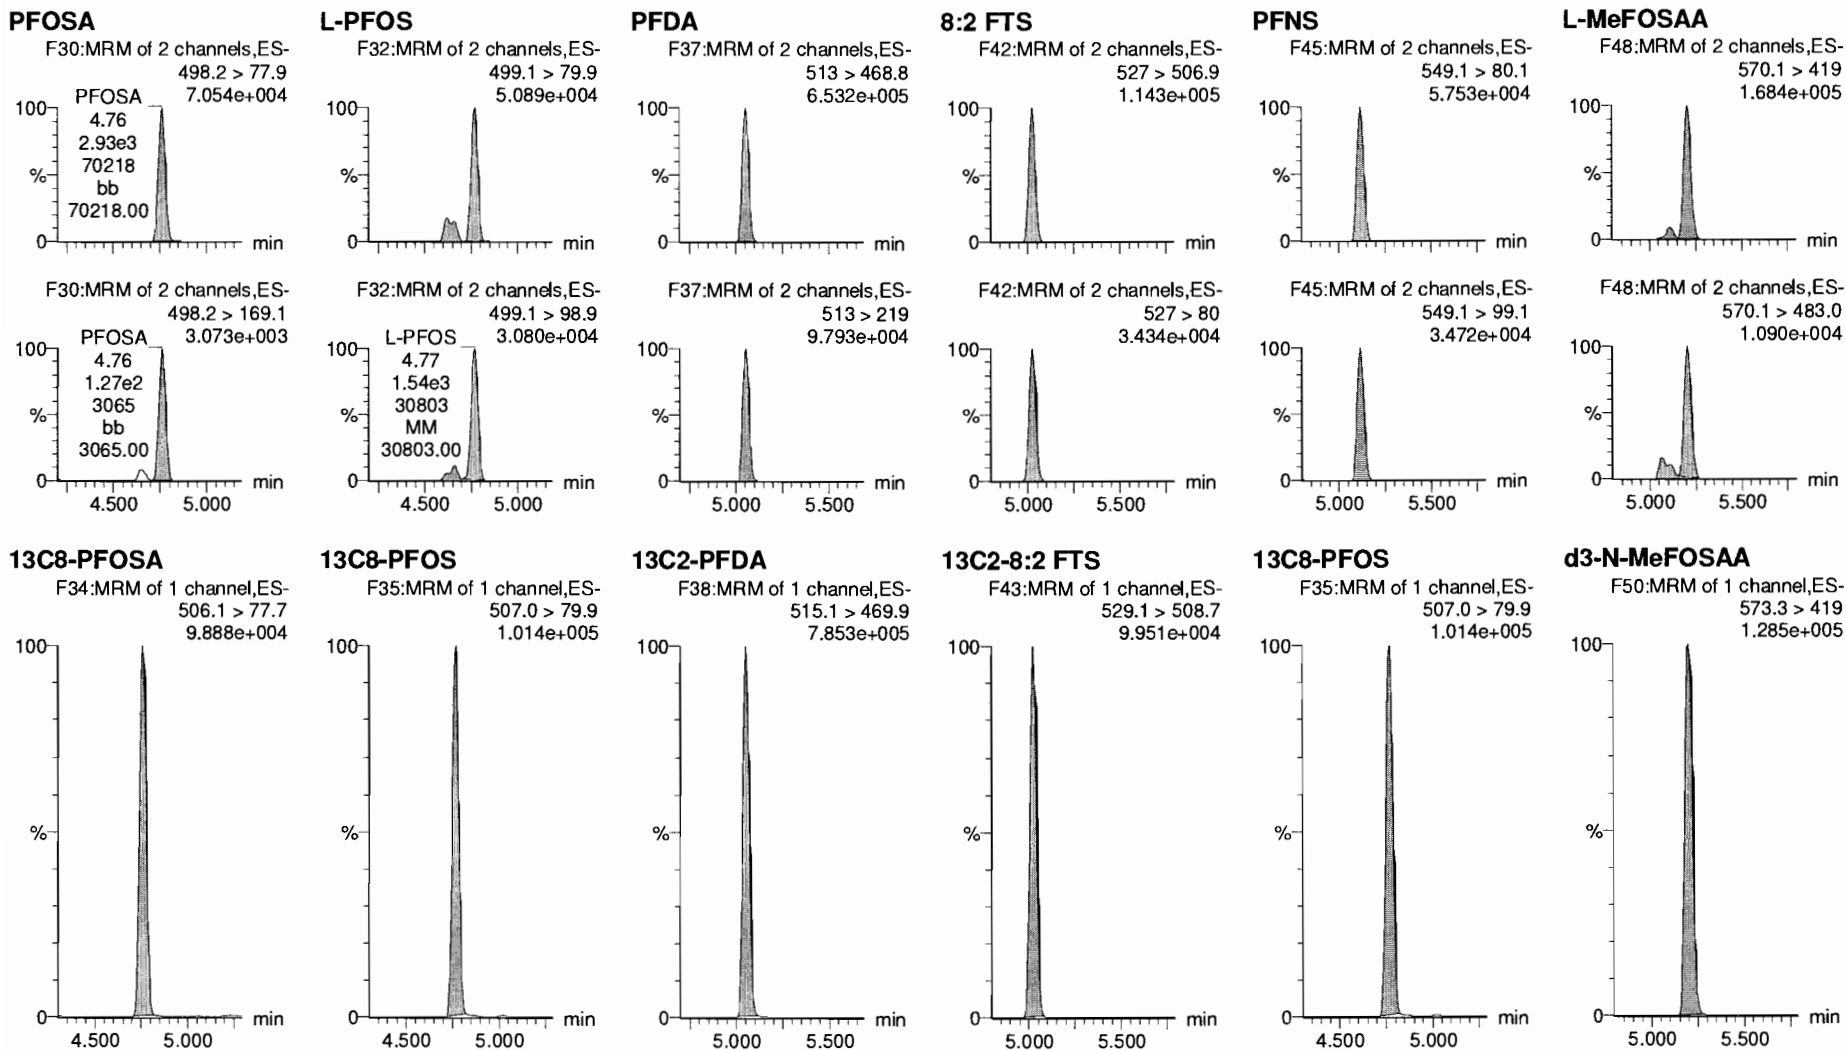 PFOSA
F30:MRM of 2 channels,ES-
498.2 > 77.9
7.054e+004
PFOSA
4.76
2.93e3
70218
bb
70218.00
100
%
0
min
L-PFOS
F32:MRM of 2 channels,ES-
499.1 > 79.9
5.089e+004
100
%
0
min
PFDA
F37:MRM of 2 channels,ES-
513 > 468.8
6.532e+005
100
%
0
min
8:2 FTS
F42:MRM of 2 channels,ES-
527 > 506.9
1.143e+005
100
%
0
min
PFNS
F45:MRM of 2 channels,ES-
549.1 > 80.1
5.753e+004
100
%
0
min
L-MeFOSAA
F48:MRM of 2 channels,ES-
570.1 > 419
1.684e+005
100
%
0
min
F30:MRM of 2 channels,ES-
498.2 > 169.1
3.073e+003
PFOSA
4.76
1.27e2
3065
bb
3065.00
100
%
0
min
4.500 5.000
F32:MRM of 2 channels,ES-
499.1 > 98.9
3.080e+004
L-PFOS
4.77
1.54e3
30803
MM
30803.00
100
%
0
min
4.500 5.000
F37:MRM of 2 channels,ES-
513 > 219
9.793e+004
100
%
0
min
5.000 5.500
F42:MRM of 2 channels,ES-
527 > 80
3.434e+004
100
%
0
min
5.000 5.500
F45:MRM of 2 channels,ES-
549.1 > 99.1
3.472e+004
100
%
0
min
5.000 5.500
F48:MRM of 2 channels,ES-
570.1 > 483.0
1.090e+004
100
%
0
min
5.000 5.500
13C8-PFOSA
F34:MRM of 1 channel,ES-
506.1 > 77.7
9.888e+004
100
%
0
min
4.500 5.000
13C8-PFOS
F35:MRM of 1 channel,ES-
507.0 > 79.9
1.014e+005
100
%
0
min
4.500 5.000
13C2-PFDA
F38:MRM of 1 channel,ES-
515.1 > 469.9
7.853e+005
100
%
0
min
5.000 5.500
13C2-8:2 FTS
F43:MRM of 1 channel,ES-
529.1 > 508.7
9.951e+004
100
%
0
min
5.000 5.500
13C8-PFOS
F35:MRM of 1 channel,ES-
507.0 > 79.9
1.014e+005
100
%
0
min
4.500 5.000
d3-N-MeFOSAA
F50:MRM of 1 channel,ES-
573.3 > 419
1.285e+005
100
%
0
min
5.000 5.500